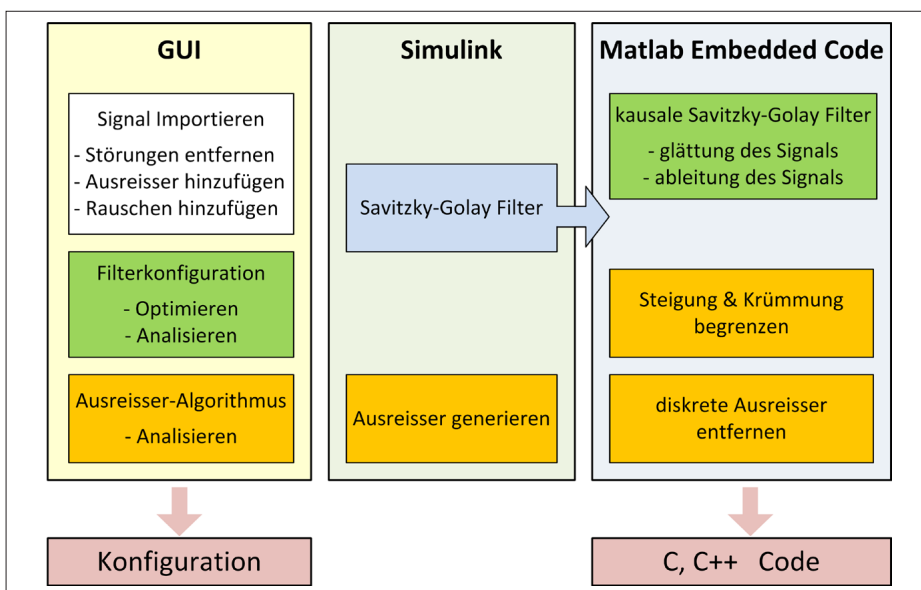 GUI
Signal Importieren
- Störungen entfernen
- Ausreisser hinzufügen
- Rauschen hinzufügen
Filterkonfiguration
- Optimieren
- Analisieren
Ausreisser-Algorithmus
- Analisieren
Konfiguration
Simulink
Savitzky-Golay Filter
Ausreisser generieren
Matlab Embedded Code
kausale Savitzky-Golay Filter
- glättung des Signals
- ableitung des Signals
Steigung & Krümmung
begrenzen
diskrete Ausreisser
entfernen
C, C++ Code